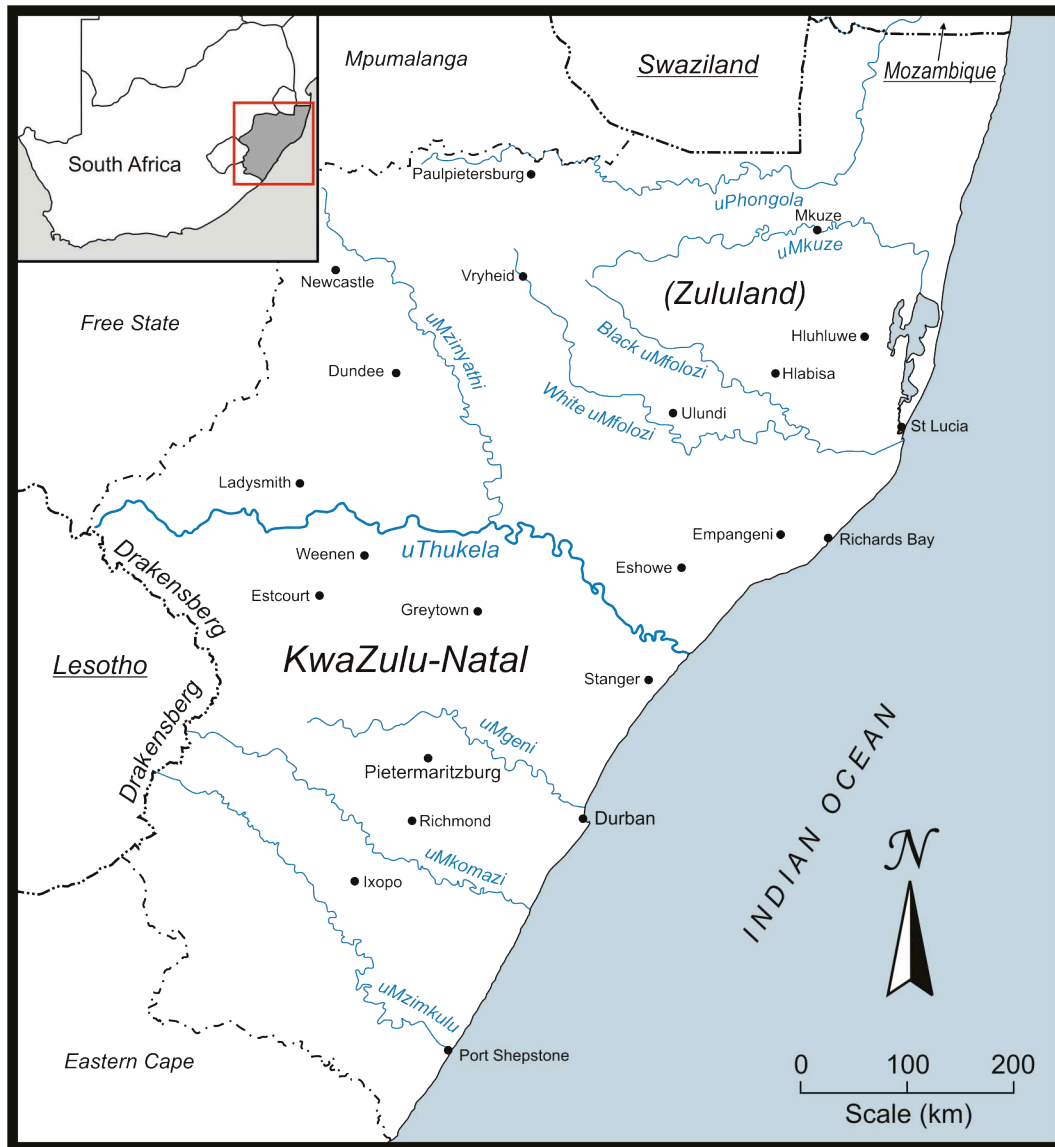 Mpumalanga
Swaziland
Mozambique
South Africa
Paulpietersburg
uPhongola
Mkuze
uMkuze
Newcastle
Vryheid
(Zululand)
Free State
uMzinyathi
Black uMfolozi
Hluhluwe
Dundee
Hlabisa
White uMfolozi
Ulundi
St Lucia
Ladysmith
Empangeni
Richards Bay
uThukela
Weenen
Eshowe
Drakensberg
Estcourt
Greytown
KwaZulu-Natal
Lesotho
Stanger
Drakensberg
uMgeni
Pietermaritzburg
Richmond
Durban
INDIAN OCEAN
N
uMkomazi
Ixopo
uMzimkulu
Eastern Cape
Port Shepstone
0 100 200
Scale (km)